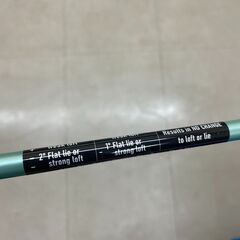 2° Flat lie or
strong loft
1° Flat lie or
strong loft
Results in NO CHANGE
to loft or lie